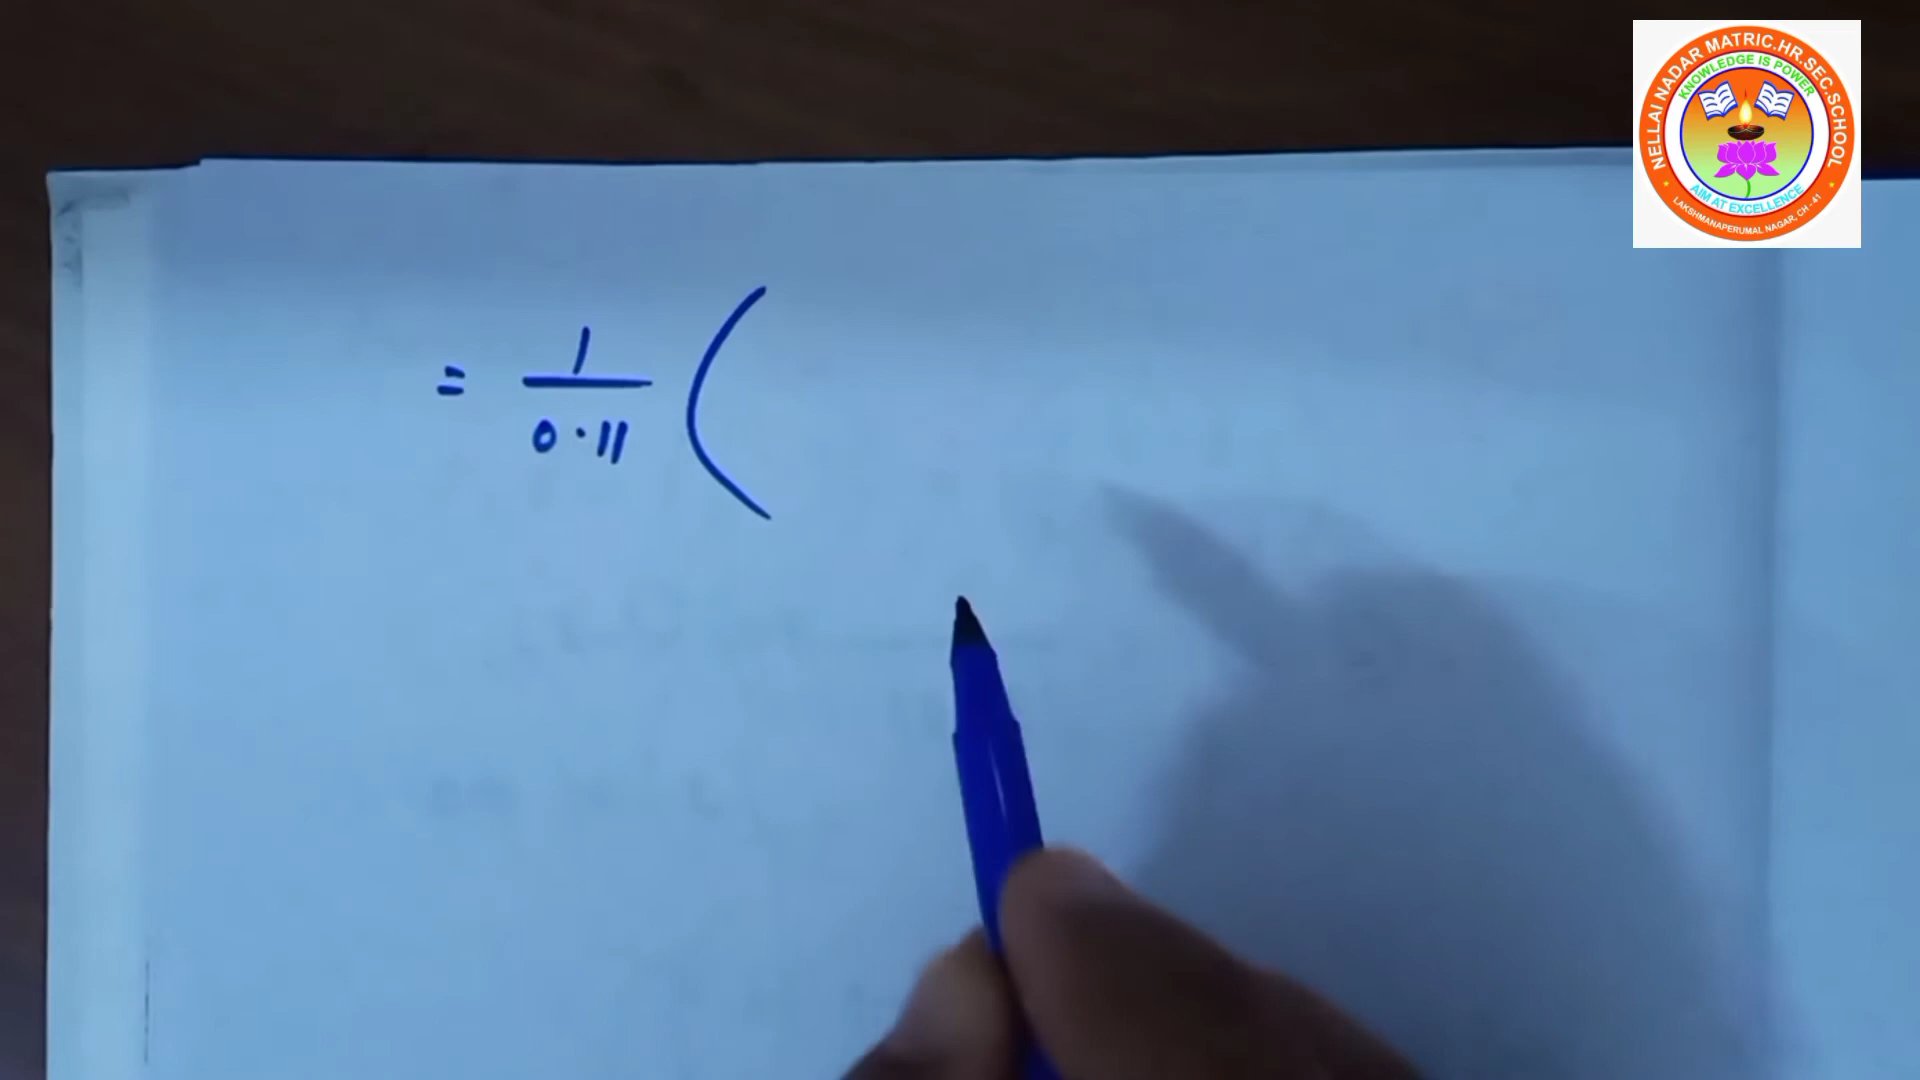 = 1/0.11 (
NELLAI NADAR MATRIC.HR.SEC.SCHOOL
KNOWLEDGE IS POWER
AIM AT EXCELLENCE
LAKSHMANAPERUMAL NAGAR, CH - 41